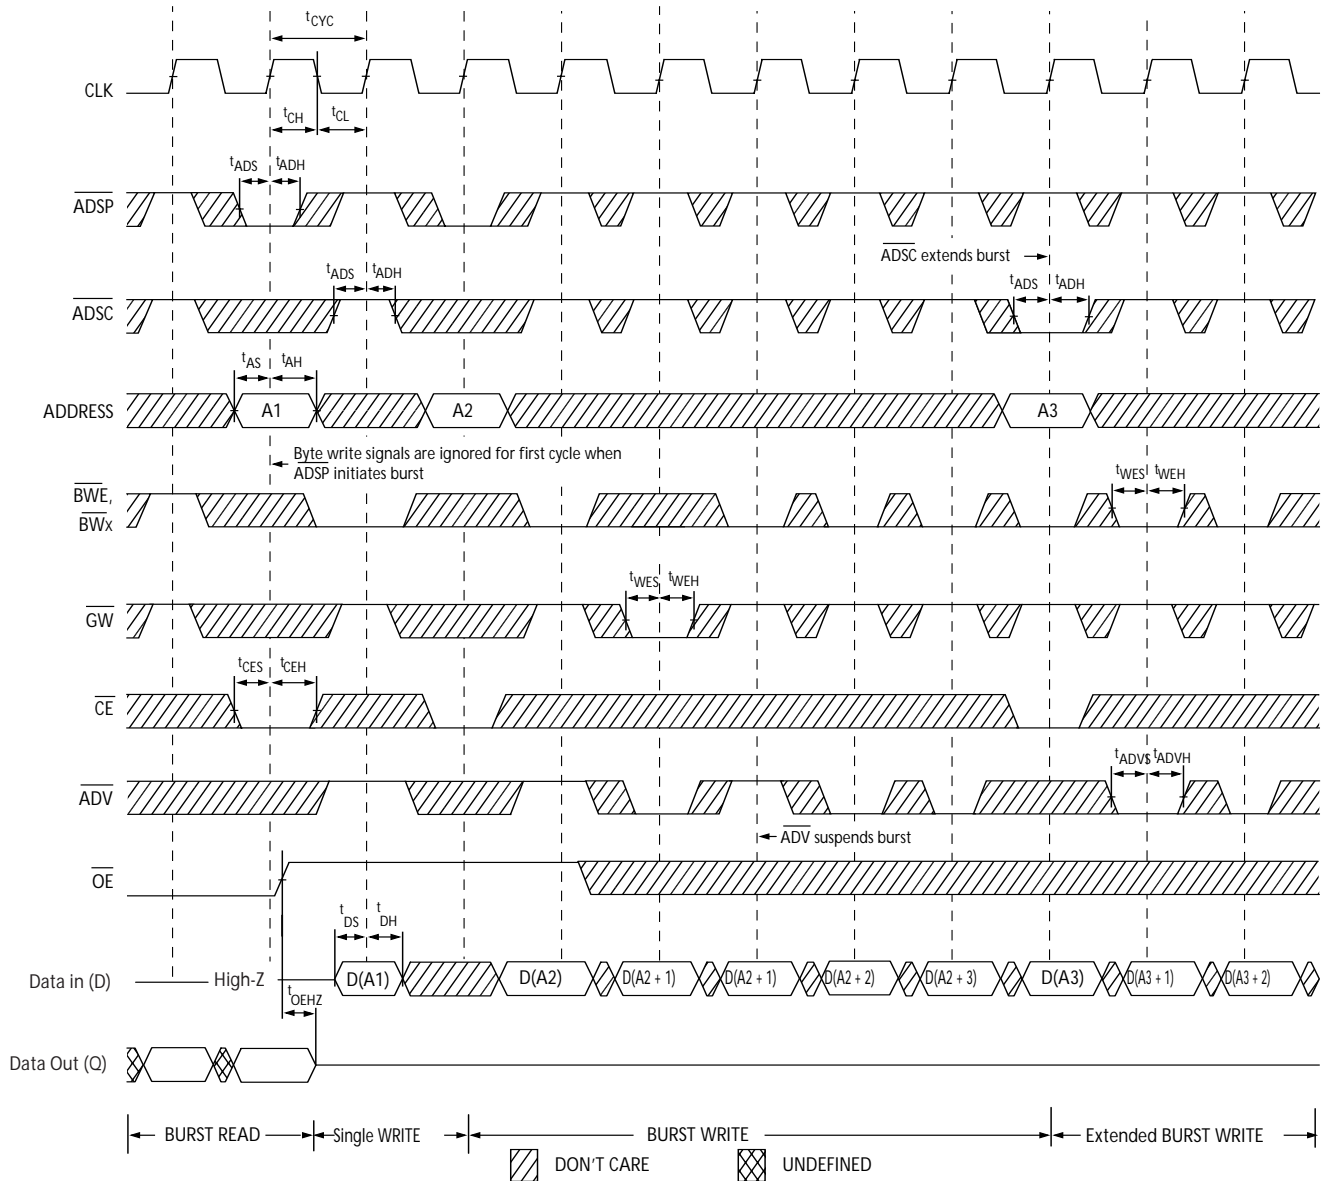 tCYC
CLK
tCH
tCL
tADS
tADH
ADSP
ADSC extends burst
tADS
tADH
tADS
tADH
ADSC
tAS
tAH
ADDRESS
A1
A2
A3
Byte write signals are ignored for first cycle when
ADSP initiates burst
tWES
tWEH
BWE,
BWx
tWES
tWEH
GW
tCES
tCEH
CE
tADVS
tADVH
ADV
ADV suspends burst
OE
tDS
tDH
Data in (D)
High-Z
D(A1)
D(A2)
D(A2 + 1)
D(A2 + 1)
D(A2 + 2)
D(A2 + 3)
D(A3)
D(A3 + 1)
D(A3 + 2)
tOEHZ
Data Out (Q)
BURST READ
Single WRITE
BURST WRITE
Extended BURST WRITE
DON'T CARE
UNDEFINED